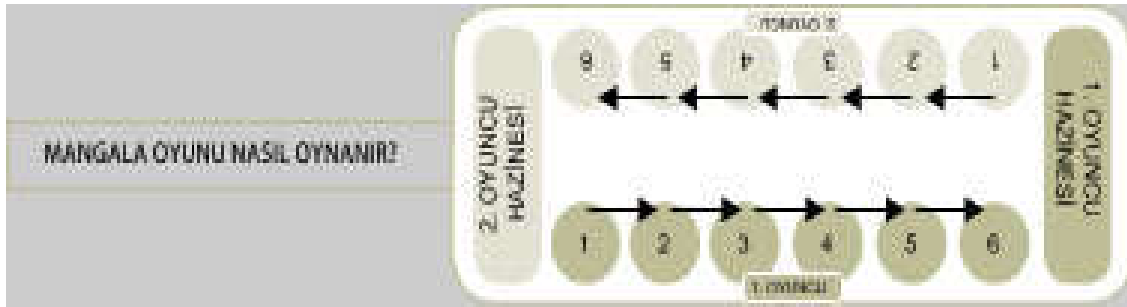 MANGALA OYUNU NASIL OYNANIR?
2. OYUNCU
6 5 4 3 2 1
2. OYUNCU
HAZİNESİ
1. OYUNCU
HAZİNESİ
1 2 3 4 5 6
1. OYUNCU